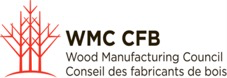 WMC CFB
Wood Manufacturing Council
Conseil des fabricants de bois